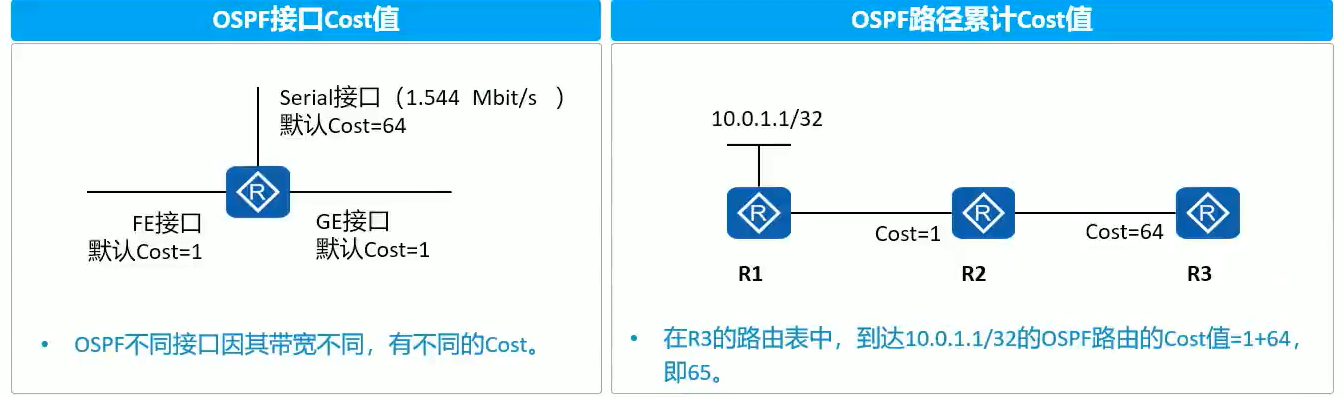 OSPF接口Cost值
Serial接口（1.544 Mbit/s ）
默认Cost=64
R
FE接口
默认Cost=1
GE接口
默认Cost=1
• OSPF不同接口因其带宽不同，有不同的Cost。
OSPF路径累计Cost值
10.0.1.1/32
R
R
R
Cost=1
Cost=64
R1
R2
R3
• 在R3的路由表中，到达10.0.1.1/32的OSPF路由的Cost值=1+64，
即65。